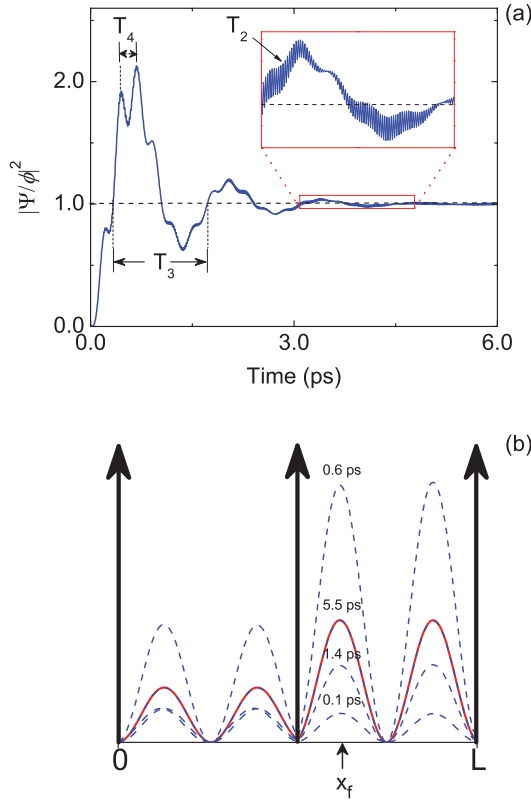 (a)
T4
T2
2.0
|Ψ/ϕ|²
1.0
T3
0.0
0.0 3.0 6.0
Time (ps)
(b)
0.6 ps
5.5 ps
1.4 ps
0.1 ps
0 L
xf